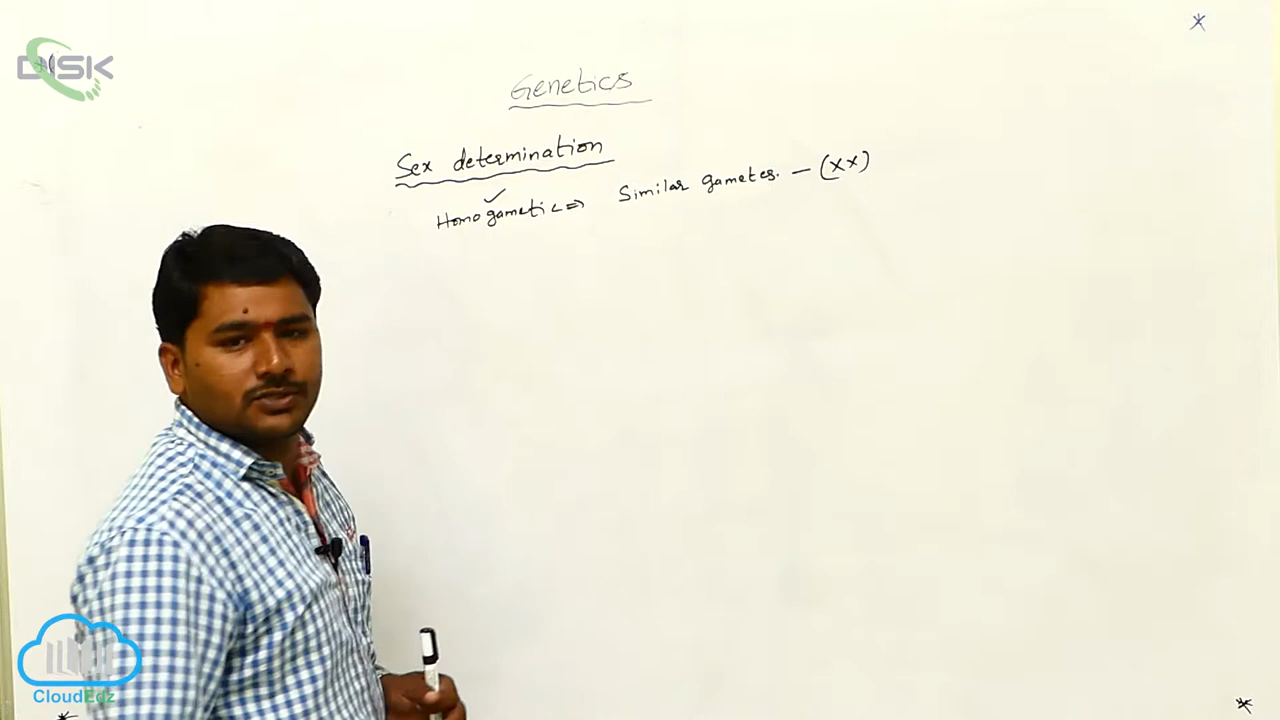 DISK
Genetics
Sex determination
Homogametic ⇒ Similar gametes. – (XX)
CloudEdz